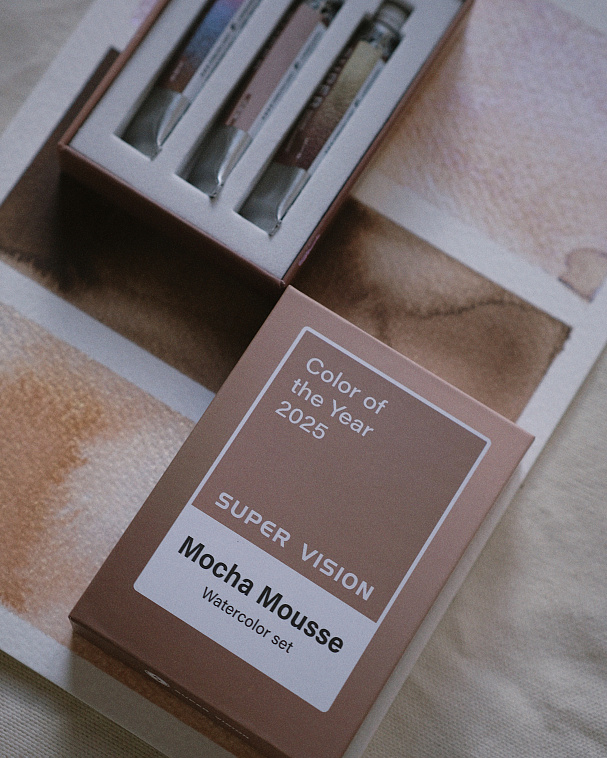 Color of
the Year
2025
SUPER VISION
Mocha Mousse
Watercolor set